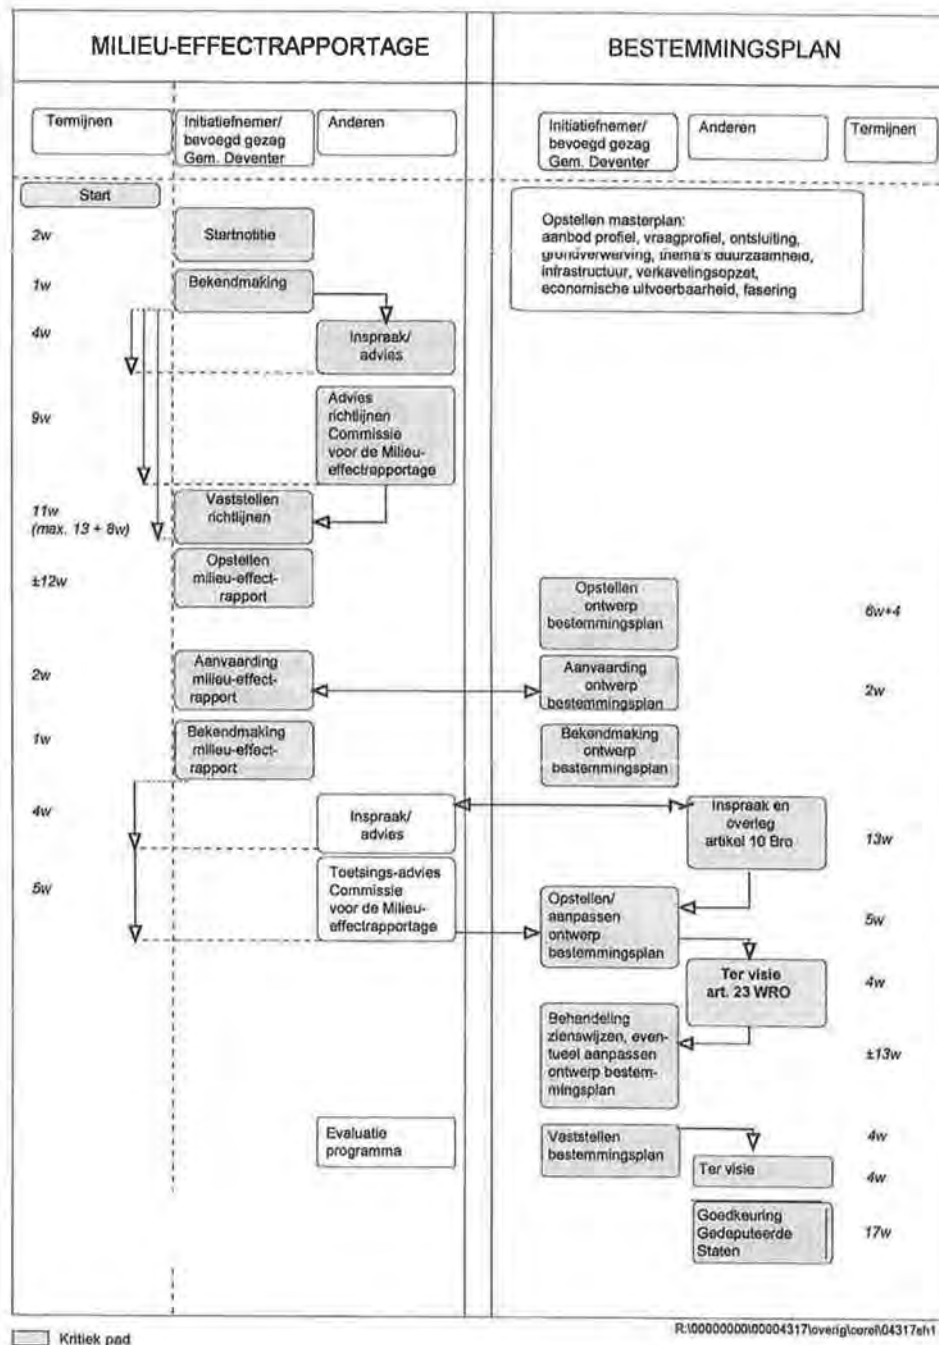 MILIEU-EFFECTRAPPORTAGE
BESTEMMINGSPLAN
Termijnen
Initiatiefnemer/
bevoegd gezag
Gem. Deventer
Anderen
Initiatiefnemer/
bevoegd gezag
Gem. Deventer
Anderen
Termijnen
Start
2w
Startnotitie
1w
Bekendmaking
4w
Inspraak/
advies
9w
Advies
richtlijnen
Commissie
voor de Milieu-
effectrapportage
11w
(max. 13 + 8w)
Vaststellen
richtlijnen
±12w
Opstellen
milieu-effect-
rapport
2w
Aanvaarding
milieu-effect-
rapport
1w
Bekendmaking
milieu-effect-
rapport
4w
Inspraak/
advies
5w
Toetsings-advies
Commissie
voor de Milieu-
effectrapportage
Evaluatie
programma
Opstellen masterplan:
aanbod profiel, vraagprofiel, ontsluiting,
grondverwerving, thema's duurzaamheid,
infrastructuur, verkavelingsopzet,
economische uitvoerbaarheid, fasering
Opstellen
ontwerp
bestemmingsplan
6w+4
Aanvaarding
ontwerp
bestemmingsplan
2w
Bekendmaking
ontwerp
bestemmingsplan
Inspraak en
overleg
artikel 10 Bro
13w
Opstellen/
aanpassen
ontwerp
bestemmingsplan
5w
Ter visie
art. 23 WRO
4w
Behandeling
zienswijzen, even-
tueel aanpassen
ontwerp bestem-
mingsplan
±13w
Vaststellen
bestemmingsplan
4w
Ter visie
4w
Goedkeuring
Gedeputeerde
Staten
17w
Kritiek pad